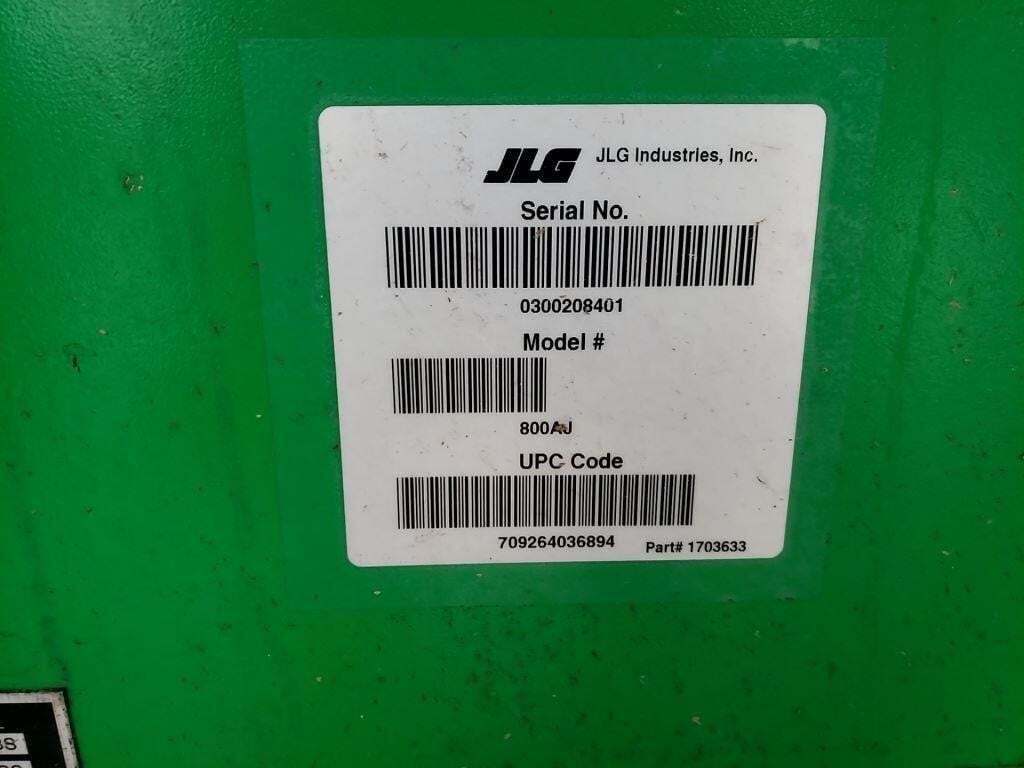 JLG JLG Industries, Inc.
Serial No.
0300208401
Model #
800AJ
UPC Code
709264036894
Part# 1703633